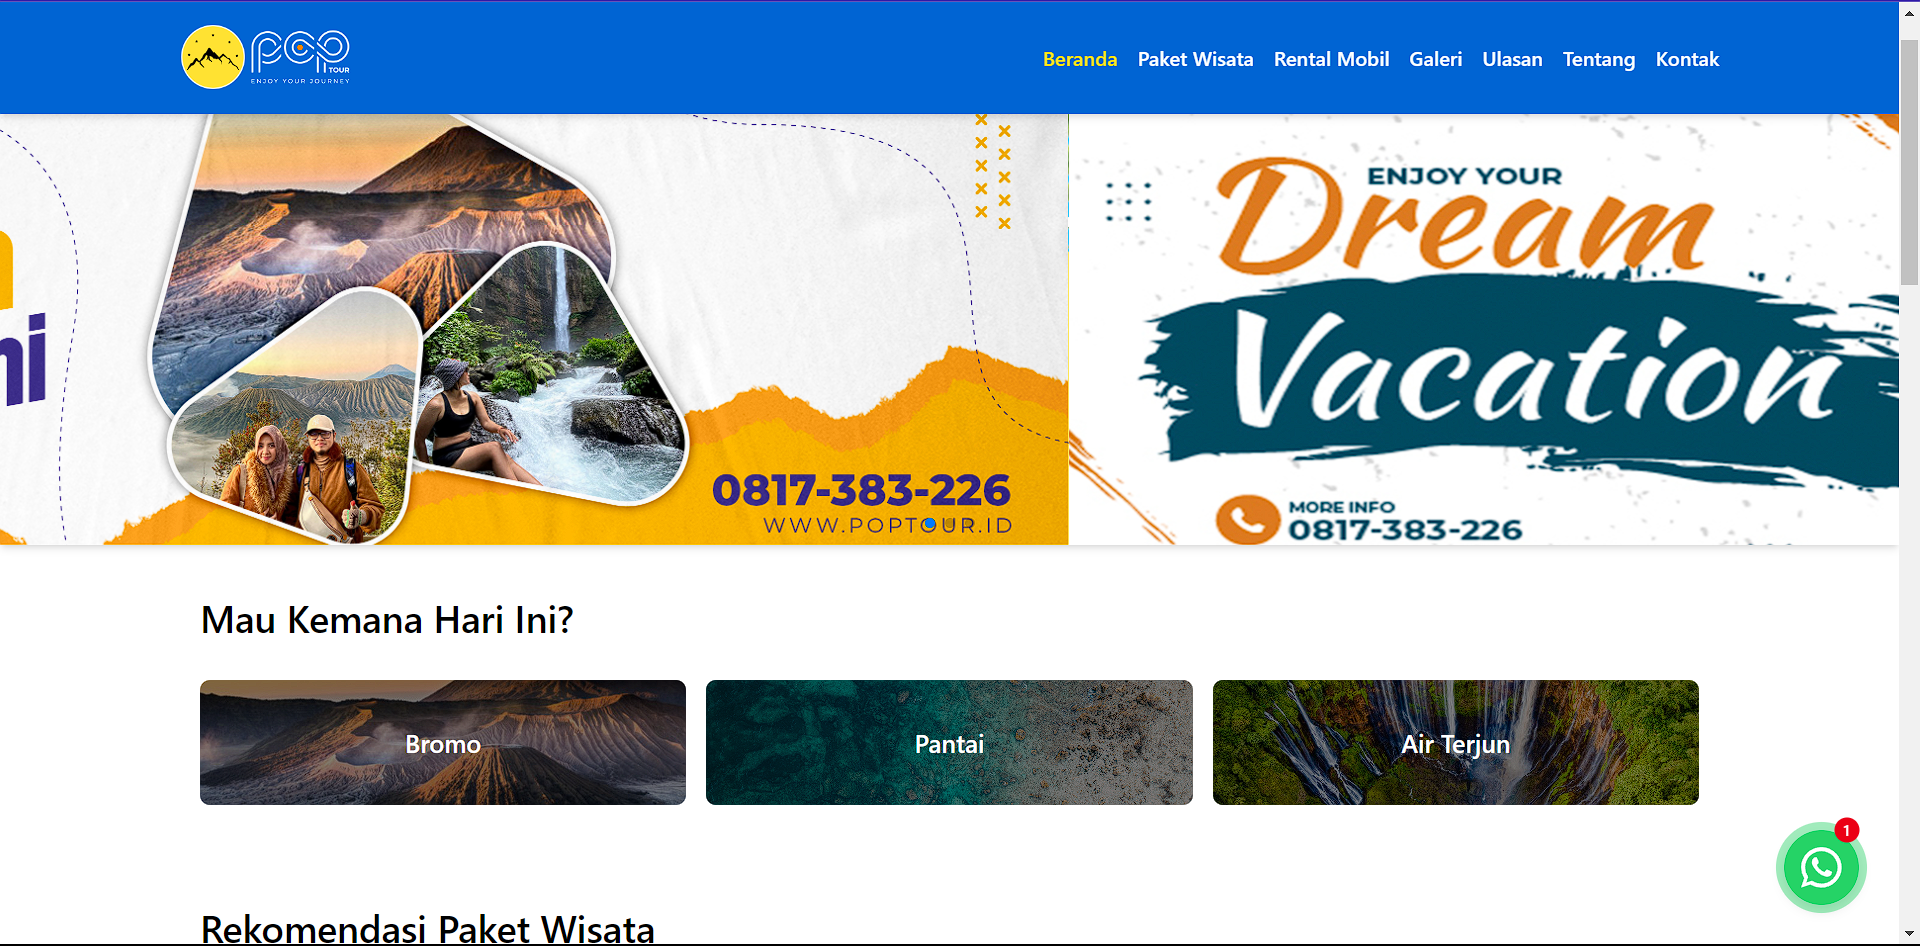 POP
TOUR
ENJOY YOUR JOURNEY
Beranda Paket Wisata Rental Mobil Galeri Ulasan Tentang Kontak
0817-383-226
WWW.POPTOUR.ID
ENJOY YOUR
Dream
Vacation
MORE INFO
0817-383-226
Mau Kemana Hari Ini?
Bromo
Pantai
Air Terjun
1
Rekomendasi Paket Wisata